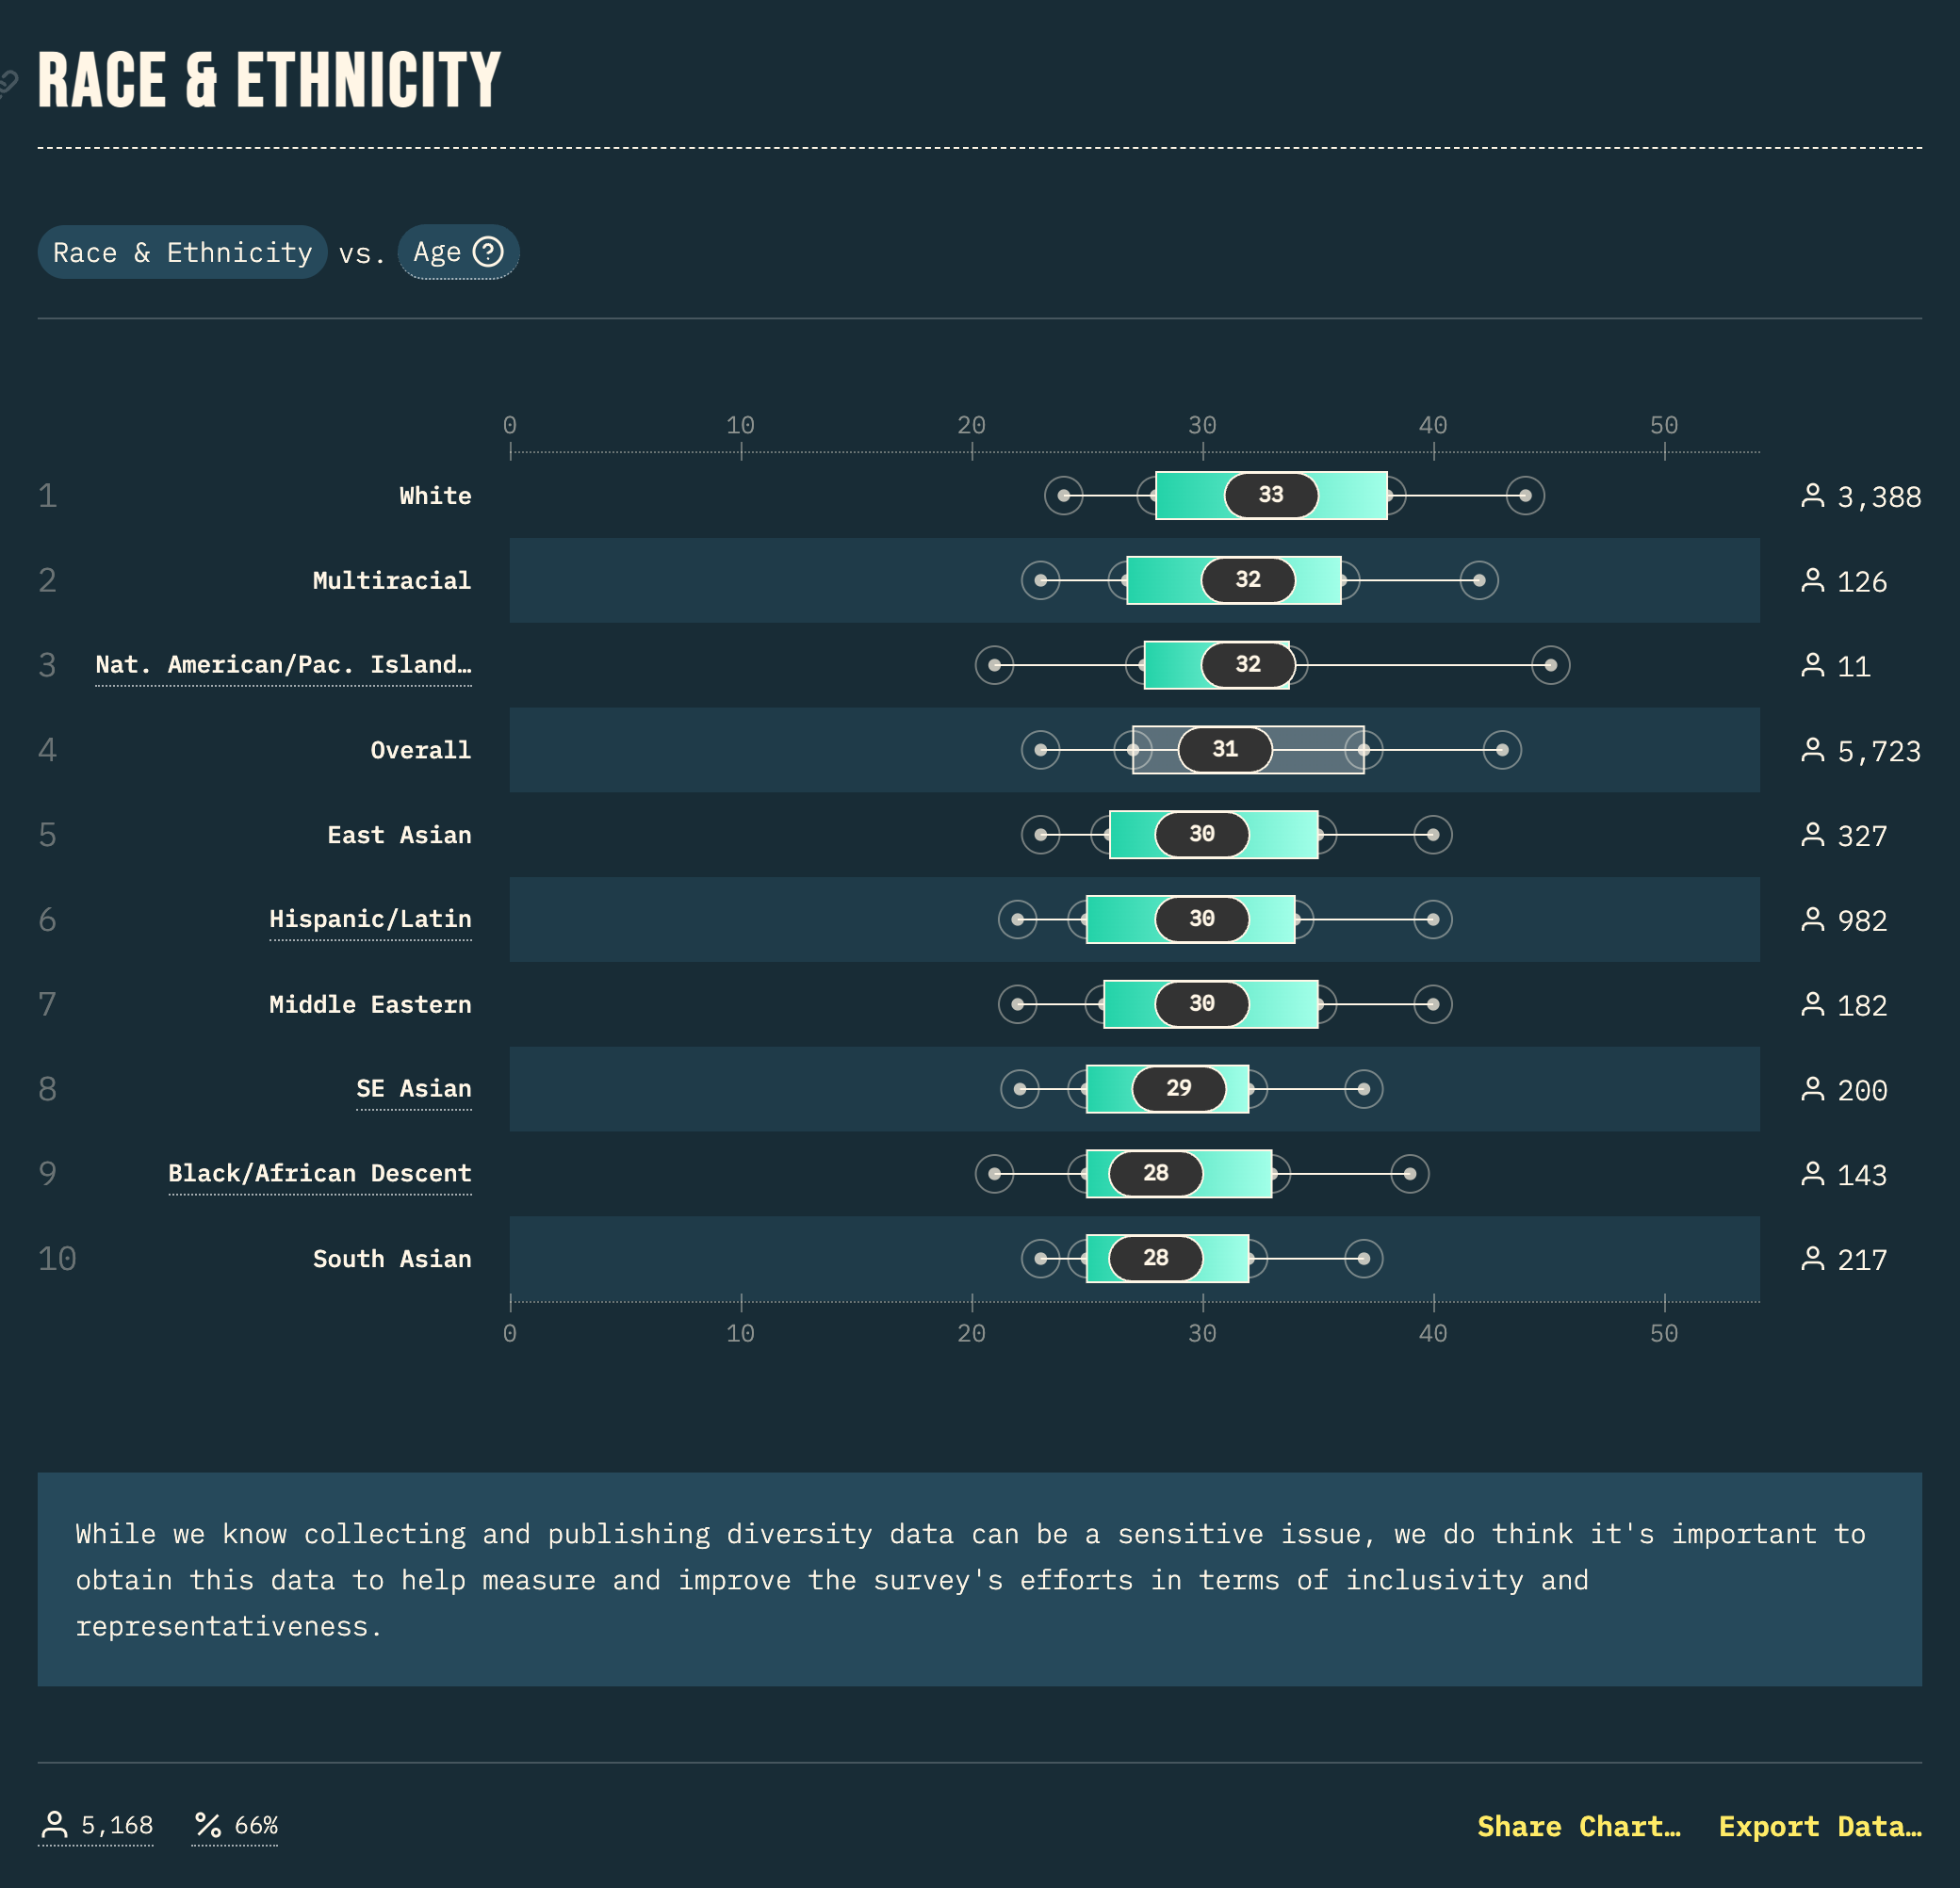 RACE & ETHNICITY
Race & Ethnicity vs. Age ?
0 10 20 30 40 50
1 White 33 3,388
2 Multiracial 32 126
3 Nat. American/Pac. Island… 32 11
4 Overall 31 5,723
5 East Asian 30 327
6 Hispanic/Latin 30 982
7 Middle Eastern 30 182
8 SE Asian 29 200
9 Black/African Descent 28 143
10 South Asian 28 217
0 10 20 30 40 50
While we know collecting and publishing diversity data can be a sensitive issue, we do think it's important to
obtain this data to help measure and improve the survey's efforts in terms of inclusivity and
representativeness.
5,168 % 66% Share Chart… Export Data…